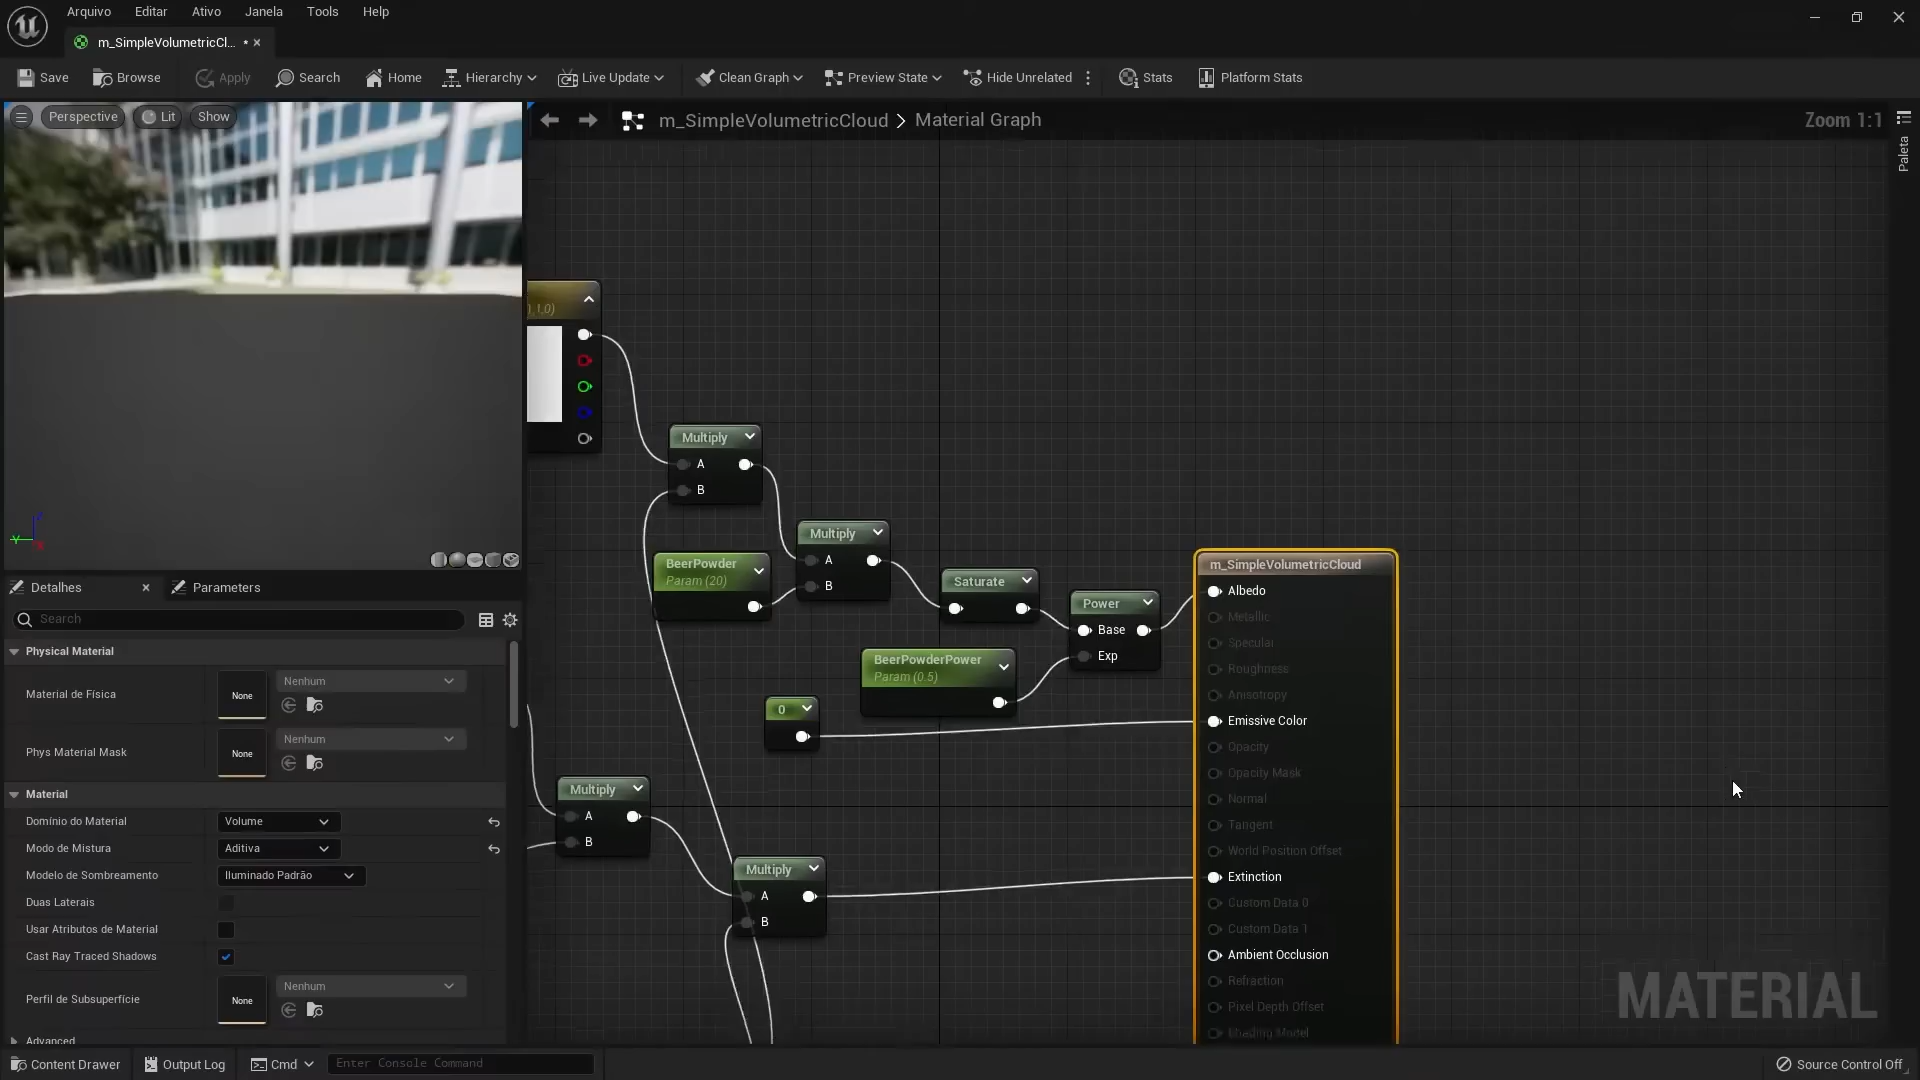 Arquivo Editar Ativo Janela Tools Help
m_SimpleVolumetricCl... •
Save Browse Apply Search Home Hierarchy Live Update Clean Graph Preview State Hide Unrelated Stats Platform Stats
Perspective Lit Show
m_SimpleVolumetricCloud > Material Graph
Zoom 1:1
Paleta
,1,0)
Multiply
A
B
Multiply
A
B
BeerPowder
Param (20)
Saturate
Power
Base
Exp
BeerPowderPower
Param (0.5)
0
Multiply
A
B
Multiply
A
B
m_SimpleVolumetricCloud
Albedo
Metallic
Specular
Roughness
Anisotropy
Emissive Color
Opacity
Opacity Mask
Normal
Tangent
World Position Offset
Extinction
Custom Data 0
Custom Data 1
Ambient Occlusion
Refraction
Pixel Depth Offset
Shading Model
MATERIAL
Detalhes Parameters
Search
Physical Material
Material de Física None Nenhum
Phys Material Mask None Nenhum
Material
Domínio do Material Volume
Modo de Mistura Aditiva
Modelo de Sombreamento Iluminado Padrão
Duas Laterais
Usar Atributos de Material
Cast Ray Traced Shadows
Perfil de Subsuperfície None Nenhum
Advanced
Content Drawer Output Log Cmd Enter Console Command Source Control Off